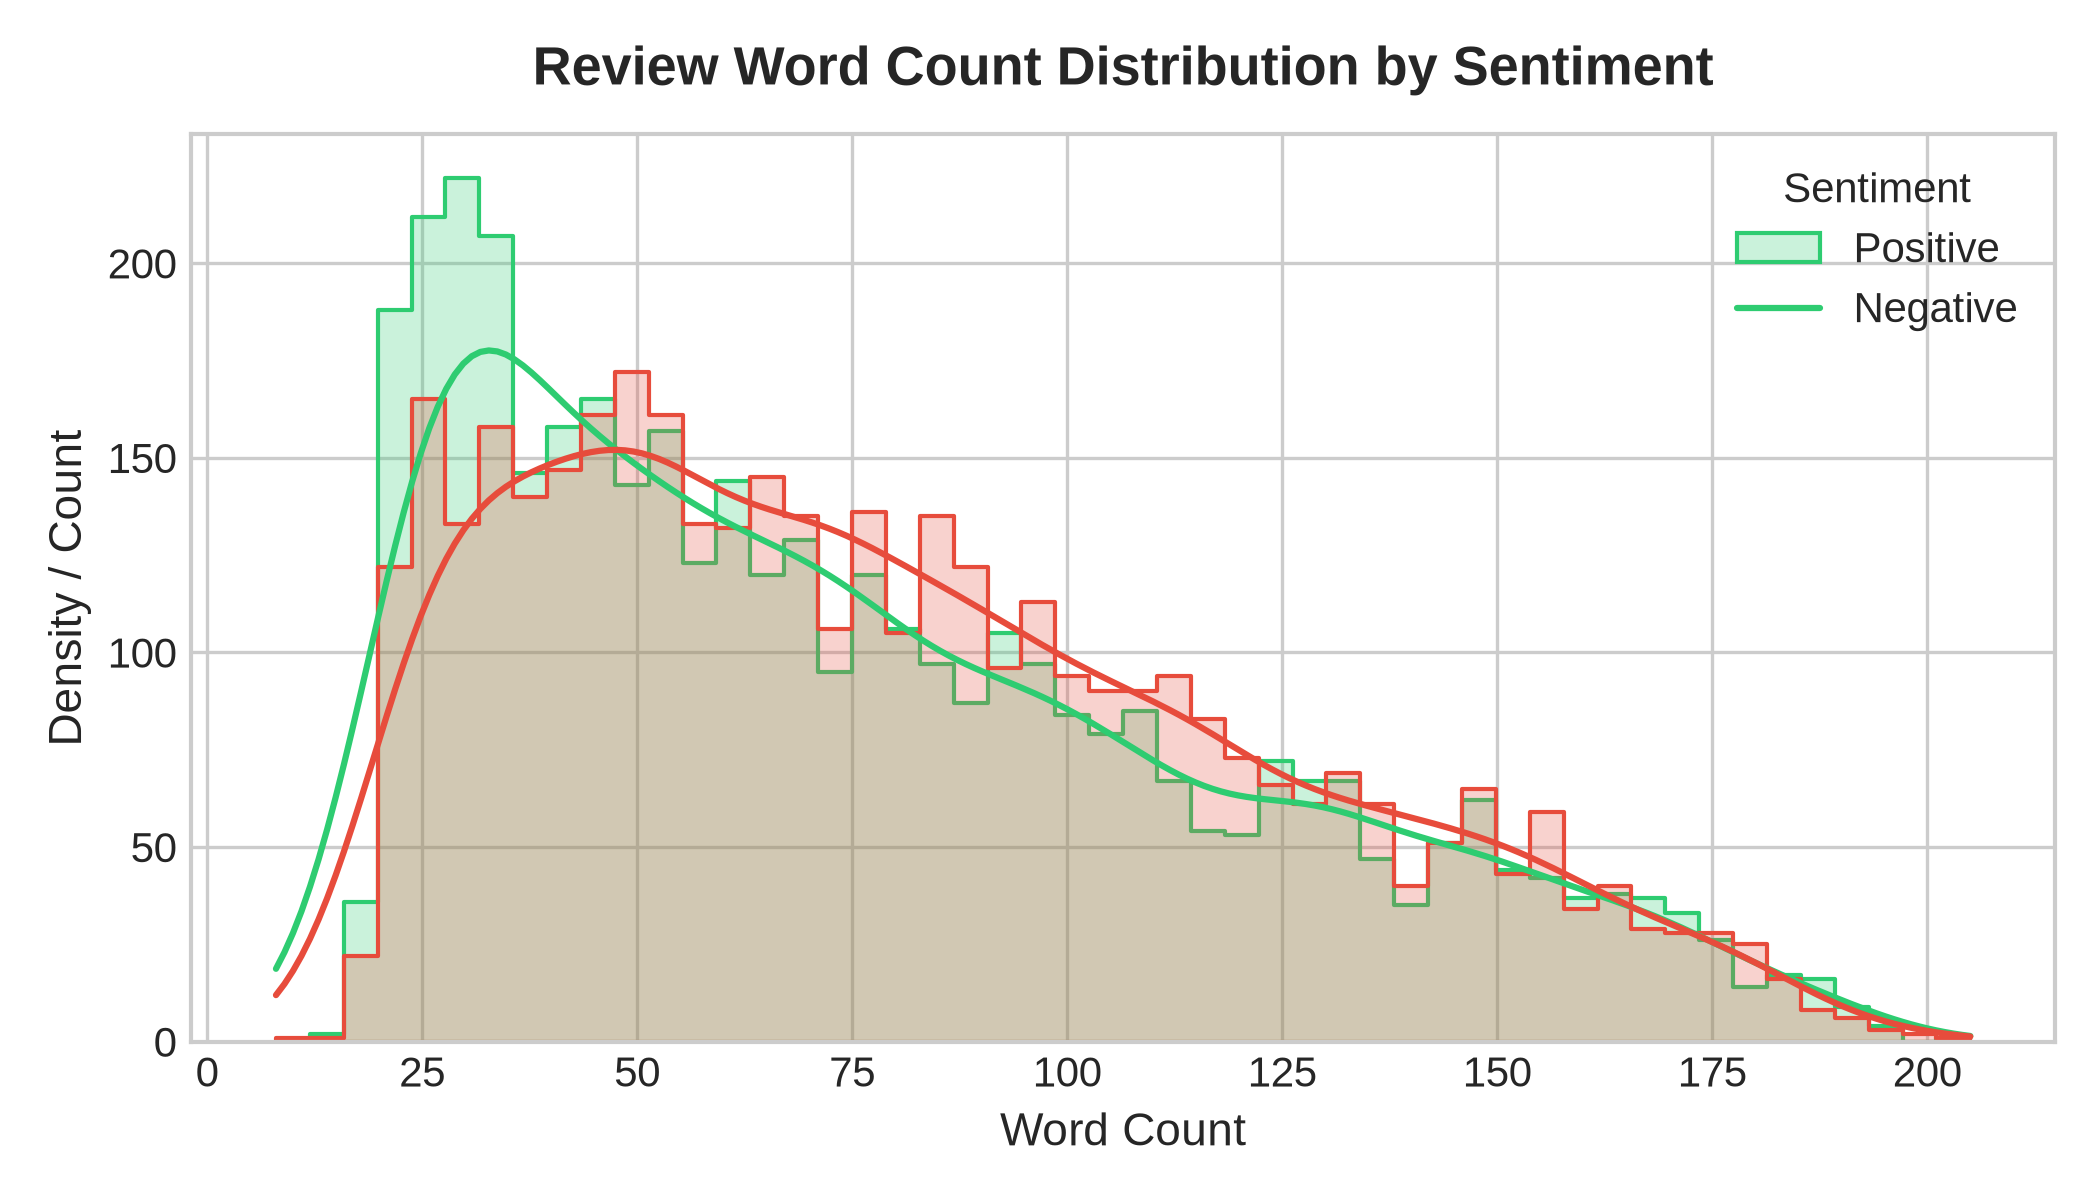 Review Word Count Distribution by Sentiment
Sentiment
Positive
Negative
Density / Count
200
150
100
50
0
0 25 50 75 100 125 150 175 200
Word Count